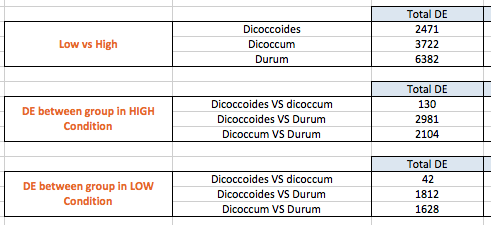 Total DE
Low vs High
Dicoccoides 2471
Dicoccum 3722
Durum 6382
Total DE
DE between group in HIGH
Condition
Dicoccoides VS dicoccum 130
Dicoccoides VS Durum 2981
Dicoccum VS Durum 2104
Total DE
DE between group in LOW
Condition
Dicoccoides VS dicoccum 42
Dicoccoides VS Durum 1812
Dicoccum VS Durum 1628